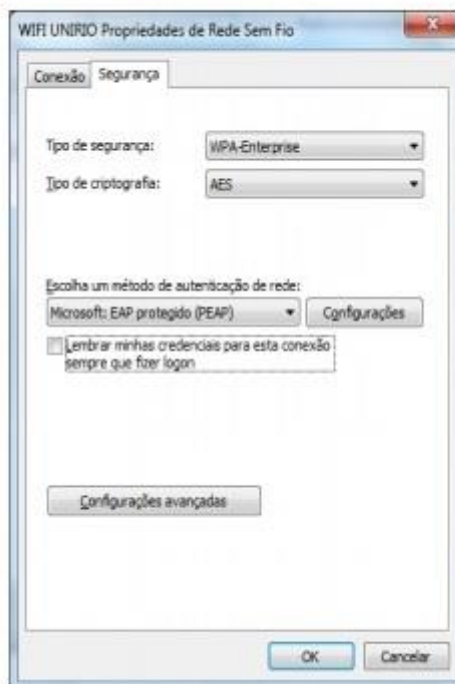 WIFI UNIRIO Propriedades de Rede Sem Fio
Conexão Segurança
Tipo de segurança: WPA-Enterprise
Tipo de criptografia: AES
Escolha um método de autenticação de rede:
Microsoft: EAP protegido (PEAP) Configurações
Lembrar minhas credenciais para esta conexão
sempre que fizer logon
Configurações avançadas
OK Cancelar